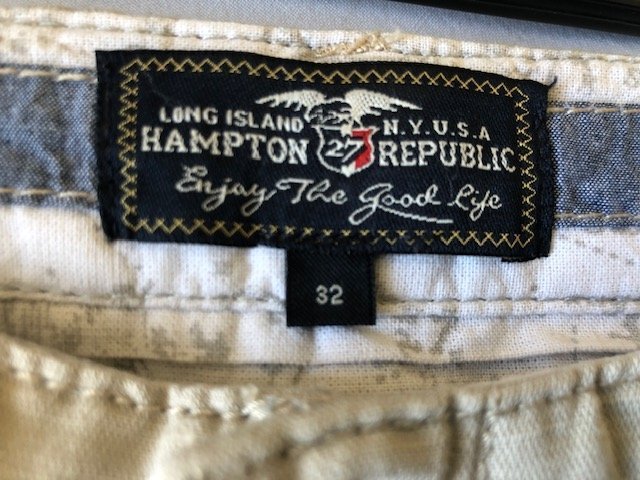 LONG ISLAND N.Y.U.S.A
HAMPTON 27 REPUBLIC
Enjoy The Good Life
32